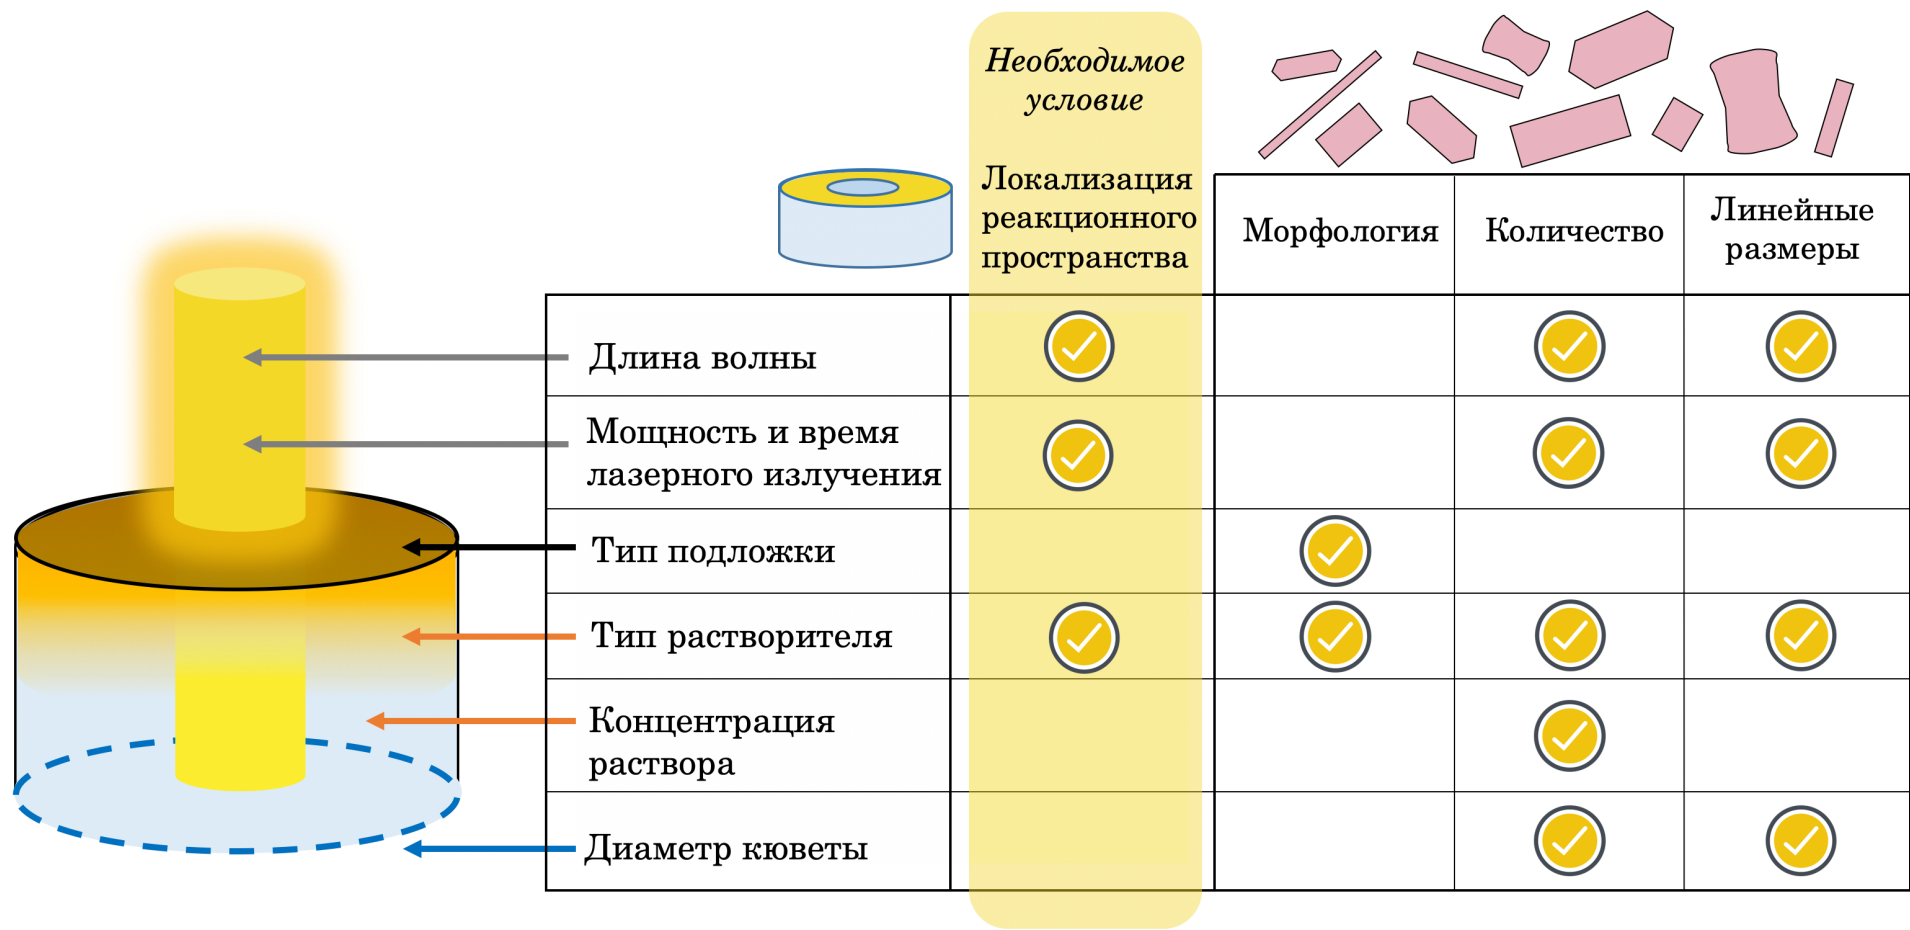 Необходимое
условие
Локализация
реакционного
пространства
Морфология
Количество
Линейные
размеры
Длина волны
Мощность и время
лазерного излучения
Тип подложки
Тип растворителя
Концентрация
раствора
Диаметр кюветы